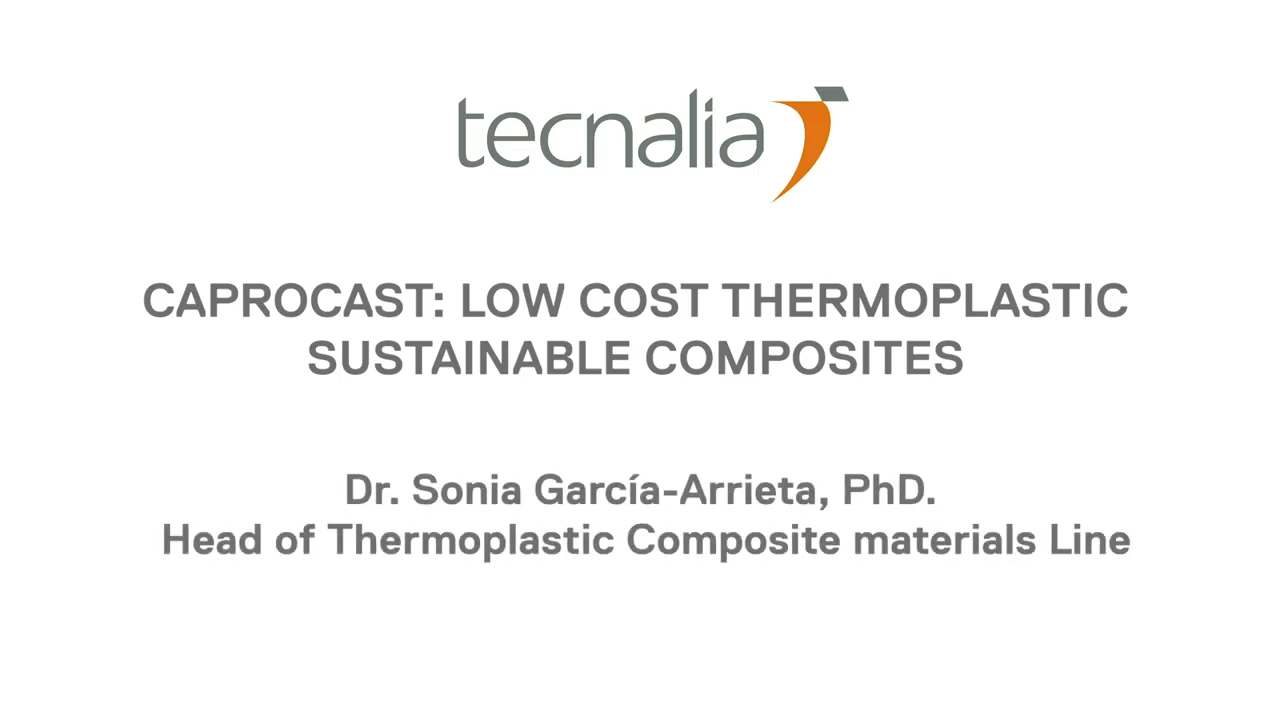 tecnalia
CAPROCAST: LOW COST THERMOPLASTIC
SUSTAINABLE COMPOSITES
Dr. Sonia García-Arrieta, PhD.
Head of Thermoplastic Composite materials Line